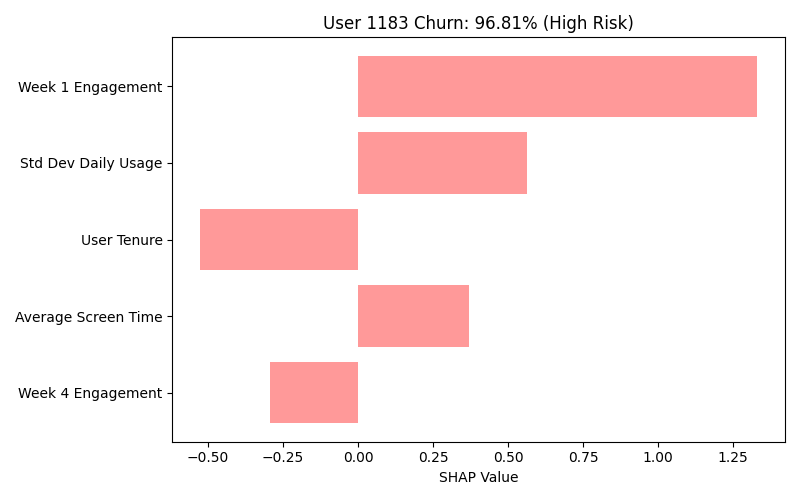 User 1183 Churn: 96.81% (High Risk)
Week 1 Engagement
Std Dev Daily Usage
User Tenure
Average Screen Time
Week 4 Engagement
−0.50 −0.25 0.00 0.25 0.50 0.75 1.00 1.25
SHAP Value